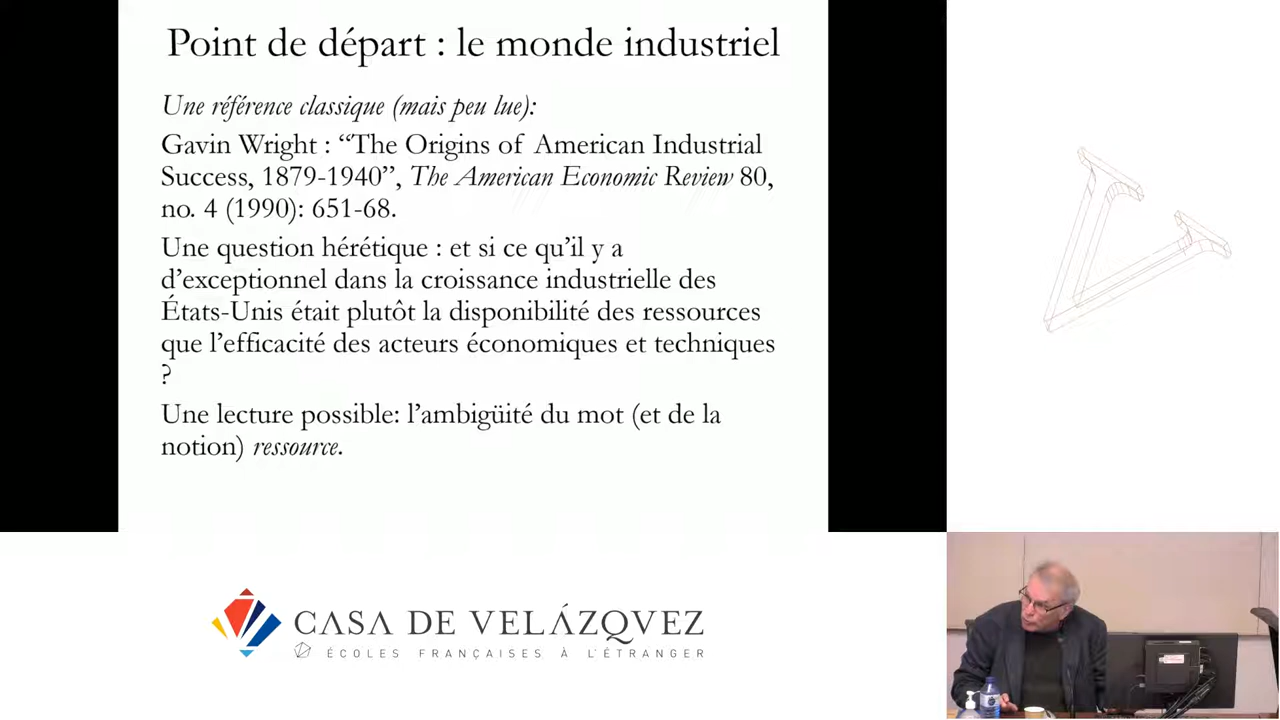 Point de départ : le monde industriel
Une référence classique (mais peu lue):
Gavin Wright : “The Origins of American Industrial
Success, 1879-1940”, The American Economic Review 80,
no. 4 (1990): 651-68.
Une question hérétique : et si ce qu’il y a
d’exceptionnel dans la croissance industrielle des
États-Unis était plutôt la disponibilité des ressources
que l’efficacité des acteurs économiques et techniques
?
Une lecture possible: l’ambigüité du mot (et de la
notion) ressource.
CASA DE VELÁZQVEZ
ÉCOLES FRANÇAISES À L'ÉTRANGER